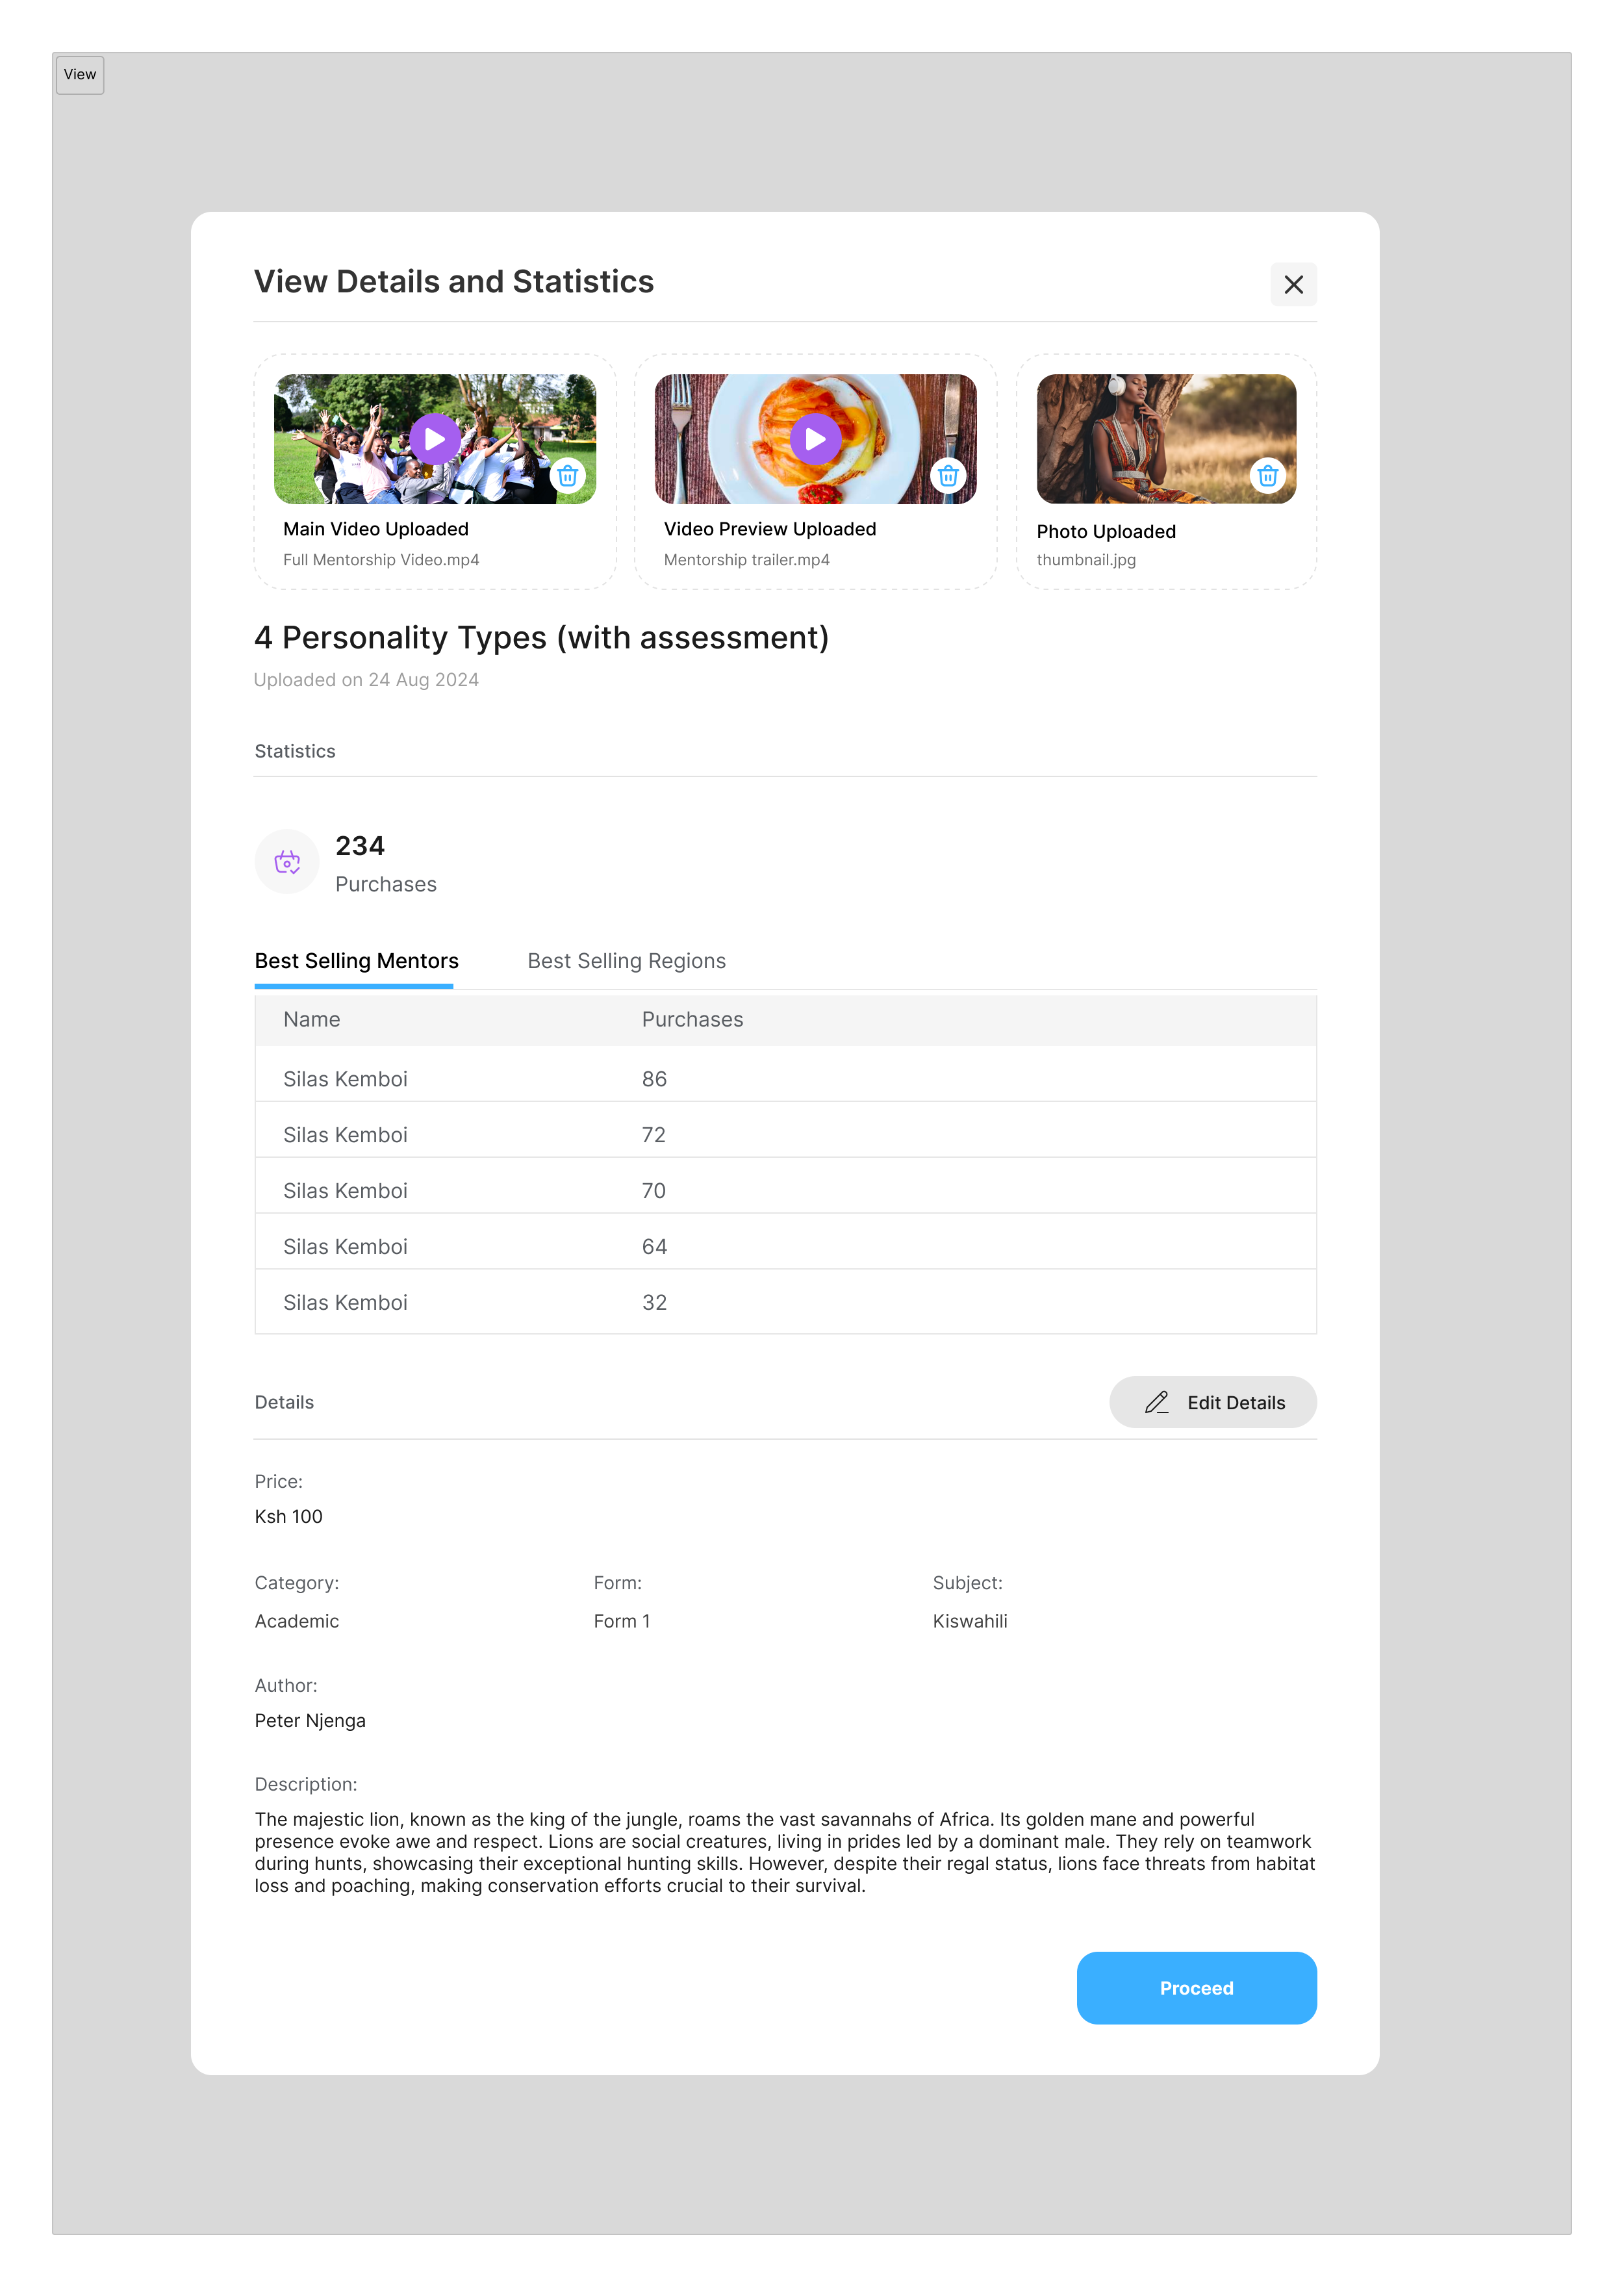 View
View Details and Statistics
Main Video Uploaded
Full Mentorship Video.mp4
Video Preview Uploaded
Mentorship trailer.mp4
Photo Uploaded
thumbnail.jpg
4 Personality Types (with assessment)
Uploaded on 24 Aug 2024
Statistics
234
Purchases
Best Selling Mentors
Best Selling Regions
Name Purchases
Silas Kemboi 86
Silas Kemboi 72
Silas Kemboi 70
Silas Kemboi 64
Silas Kemboi 32
Details
Edit Details
Price:
Ksh 100
Category: Form: Subject:
Academic Form 1 Kiswahili
Author:
Peter Njenga
Description:
The majestic lion, known as the king of the jungle, roams the vast savannahs of Africa. Its golden mane and powerful
presence evoke awe and respect. Lions are social creatures, living in prides led by a dominant male. They rely on teamwork
during hunts, showcasing their exceptional hunting skills. However, despite their regal status, lions face threats from habitat
loss and poaching, making conservation efforts crucial to their survival.
Proceed